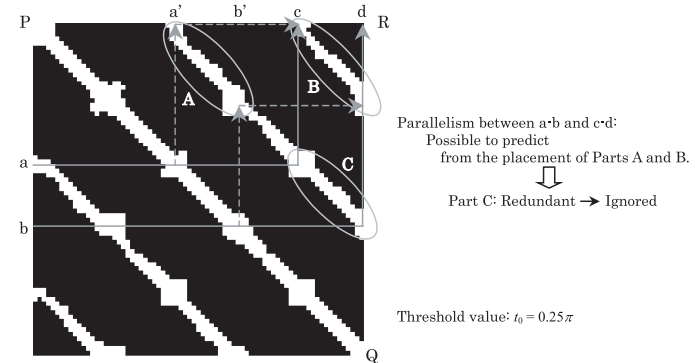 P a' b' c d R
A
B
a
C
b
Q
Parallelism between a-b and c-d:
Possible to predict
from the placement of Parts A and B.
Part C: Redundant → Ignored
Threshold value: t₀ = 0.25π